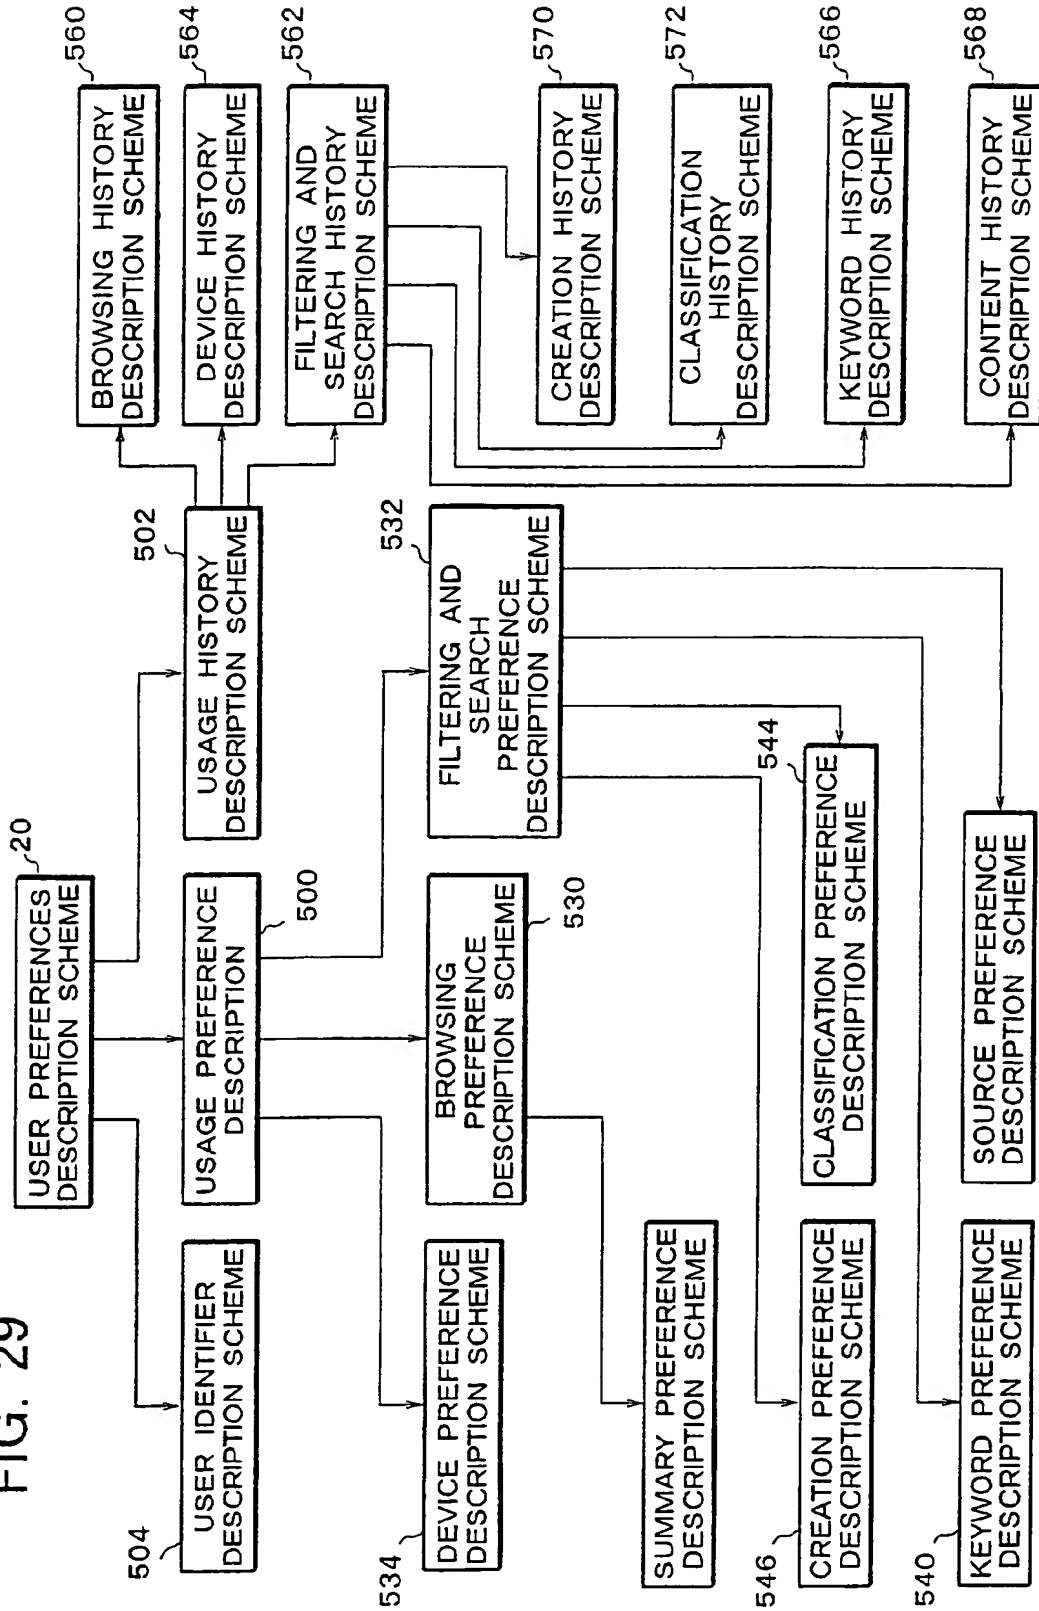 FIG. 29
20
USER PREFERENCES
DESCRIPTION SCHEME
504
USER IDENTIFIER
DESCRIPTION SCHEME
USAGE PREFERENCE
DESCRIPTION
500
502
USAGE HISTORY
DESCRIPTION SCHEME
560
BROWSING HISTORY
DESCRIPTION SCHEME
564
DEVICE HISTORY
DESCRIPTION SCHEME
562
FILTERING AND
SEARCH HISTORY
DESCRIPTION SCHEME
534
DEVICE PREFERENCE
DESCRIPTION SCHEME
BROWSING
PREFERENCE
DESCRIPTION SCHEME
530
532
FILTERING AND
SEARCH
PREFERENCE
DESCRIPTION SCHEME
570
CREATION HISTORY
DESCRIPTION SCHEME
SUMMARY PREFERENCE
DESCRIPTION SCHEME
572
CLASSIFICATION
HISTORY
DESCRIPTION SCHEME
546
CREATION PREFERENCE
DESCRIPTION SCHEME
544
CLASSIFICATION PREFERENCE
DESCRIPTION SCHEME
566
KEYWORD HISTORY
DESCRIPTION SCHEME
540
KEYWORD PREFERENCE
DESCRIPTION SCHEME
SOURCE PREFERENCE
DESCRIPTION SCHEME
568
CONTENT HISTORY
DESCRIPTION SCHEME